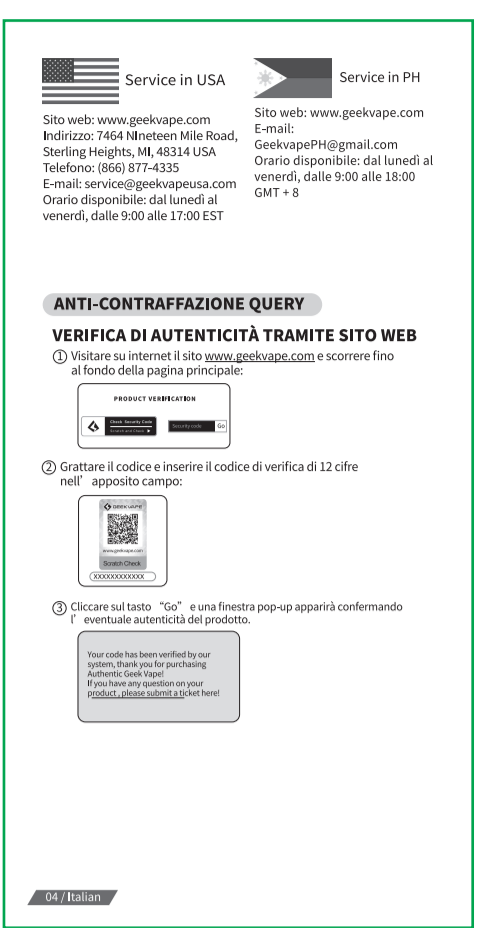 Service in USA
Sito web: www.geekvape.com
Indirizzo: 7464 NIneteen Mile Road,
Sterling Heights, MI, 48314 USA
Telefono: (866) 877-4335
E-mail: service@geekvapeusa.com
Orario disponibile: dal lunedì al
venerdì, dalle 9:00 alle 17:00 EST
Service in PH
Sito web: www.geekvape.com
E-mail:
GeekvapePH@gmail.com
Orario disponibile: dal lunedì al
venerdì, dalle 9:00 alle 18:00
GMT + 8
ANTI-CONTRAFFAZIONE QUERY
VERIFICA DI AUTENTICITÀ TRAMITE SITO WEB
① Visitare su internet il sito www.geekvape.com e scorrere fino
al fondo della pagina principale:
PRODUCT VERIFICATION
Check Security Code
Scratch and Check ▶
Security code
Go
② Grattare il codice e inserire il codice di verifica di 12 cifre
nell’ apposito campo:
GEEK VAPE
www.geekvape.com
Scratch Check
XXXXXXXXXXXX
③ Cliccare sul tasto “Go” e una finestra pop-up apparirà confermando
l’ eventuale autenticità del prodotto.
Your code has been verified by our
system, thank you for purchasing
Authentic Geek Vape!
If you have any question on your
product , please submit a ticket here!
04 / Italian